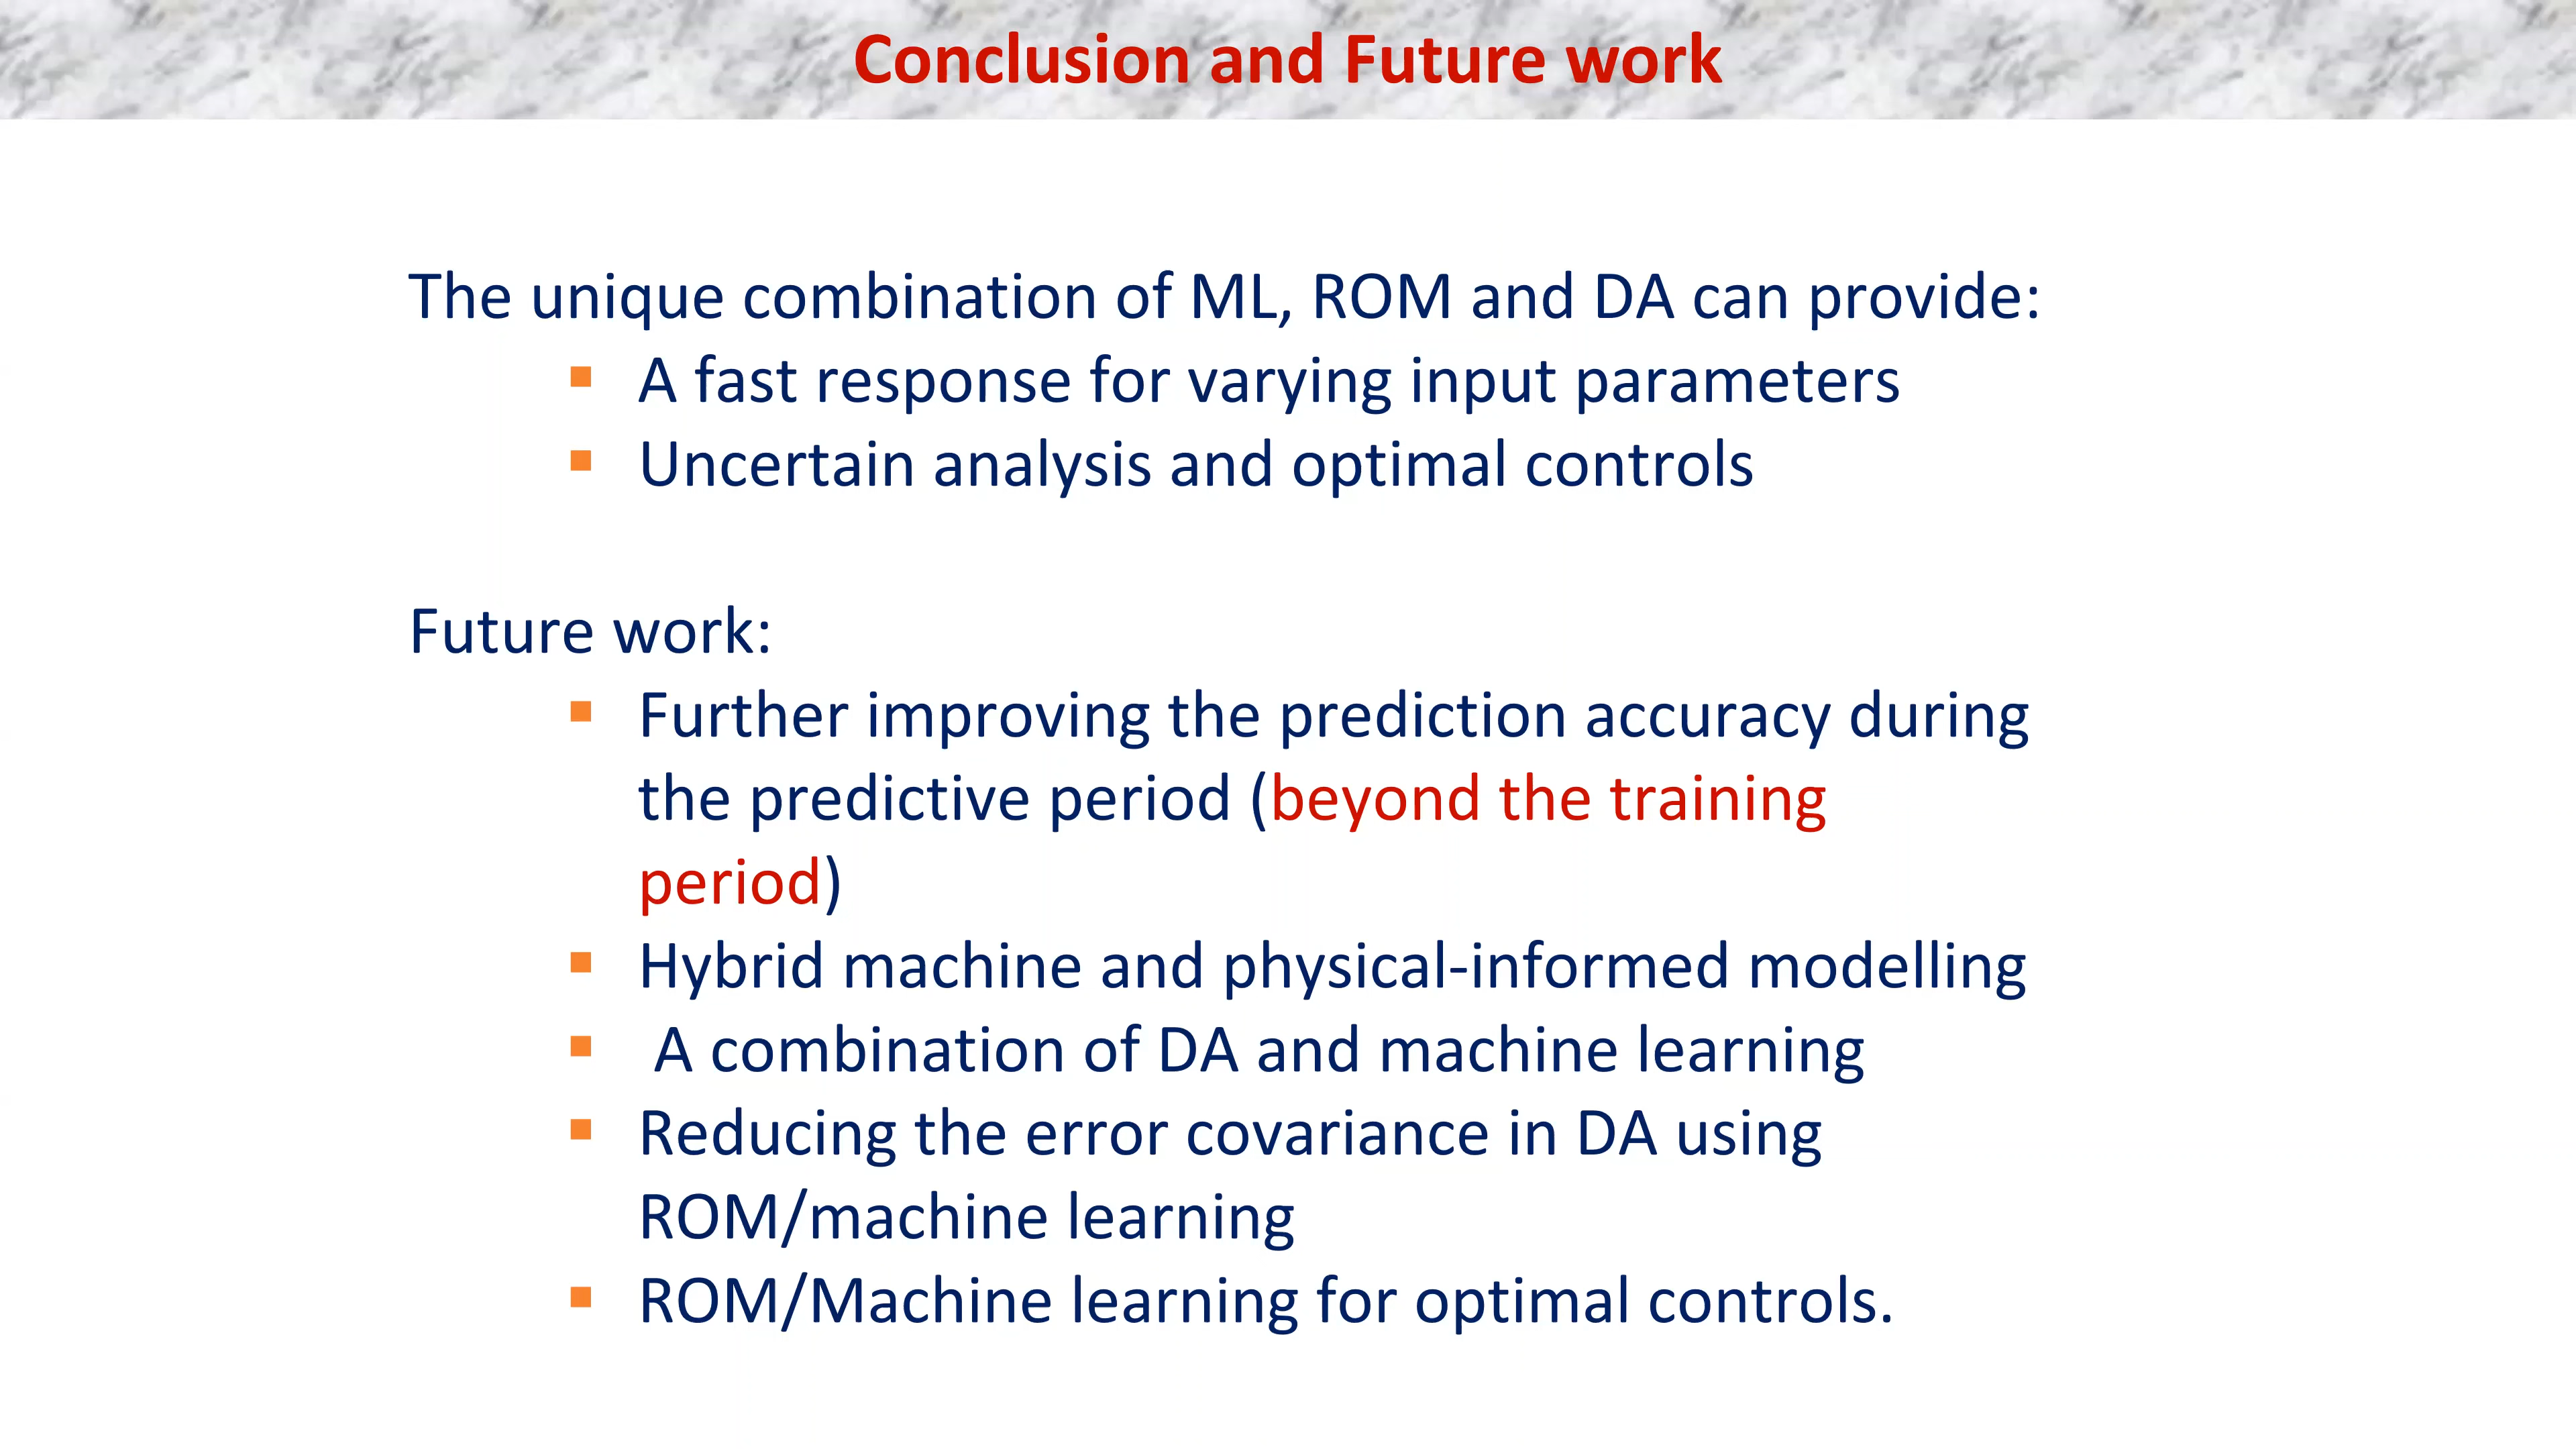 Conclusion and Future work
The unique combination of ML, ROM and DA can provide:
▪ A fast response for varying input parameters
▪ Uncertain analysis and optimal controls
Future work:
▪ Further improving the prediction accuracy during
the predictive period (beyond the training
period)
▪ Hybrid machine and physical-informed modelling
▪ A combination of DA and machine learning
▪ Reducing the error covariance in DA using
ROM/machine learning
▪ ROM/Machine learning for optimal controls.